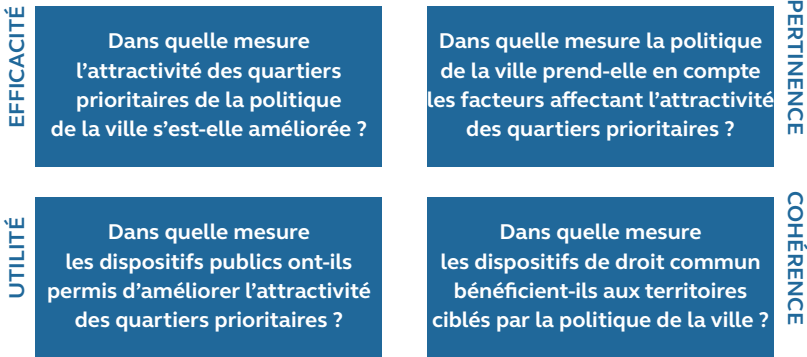 EFFICACITÉ
Dans quelle mesure
l'attractivité des quartiers
prioritaires de la politique
de la ville s'est-elle améliorée ?
Dans quelle mesure la politique
de la ville prend-elle en compte
les facteurs affectant l'attractivité
des quartiers prioritaires ?
PERTINENCE
UTILITÉ
Dans quelle mesure
les dispositifs publics ont-ils
permis d'améliorer l'attractivité
des quartiers prioritaires ?
Dans quelle mesure
les dispositifs de droit commun
bénéficient-ils aux territoires
ciblés par la politique de la ville ?
COHÉRENCE